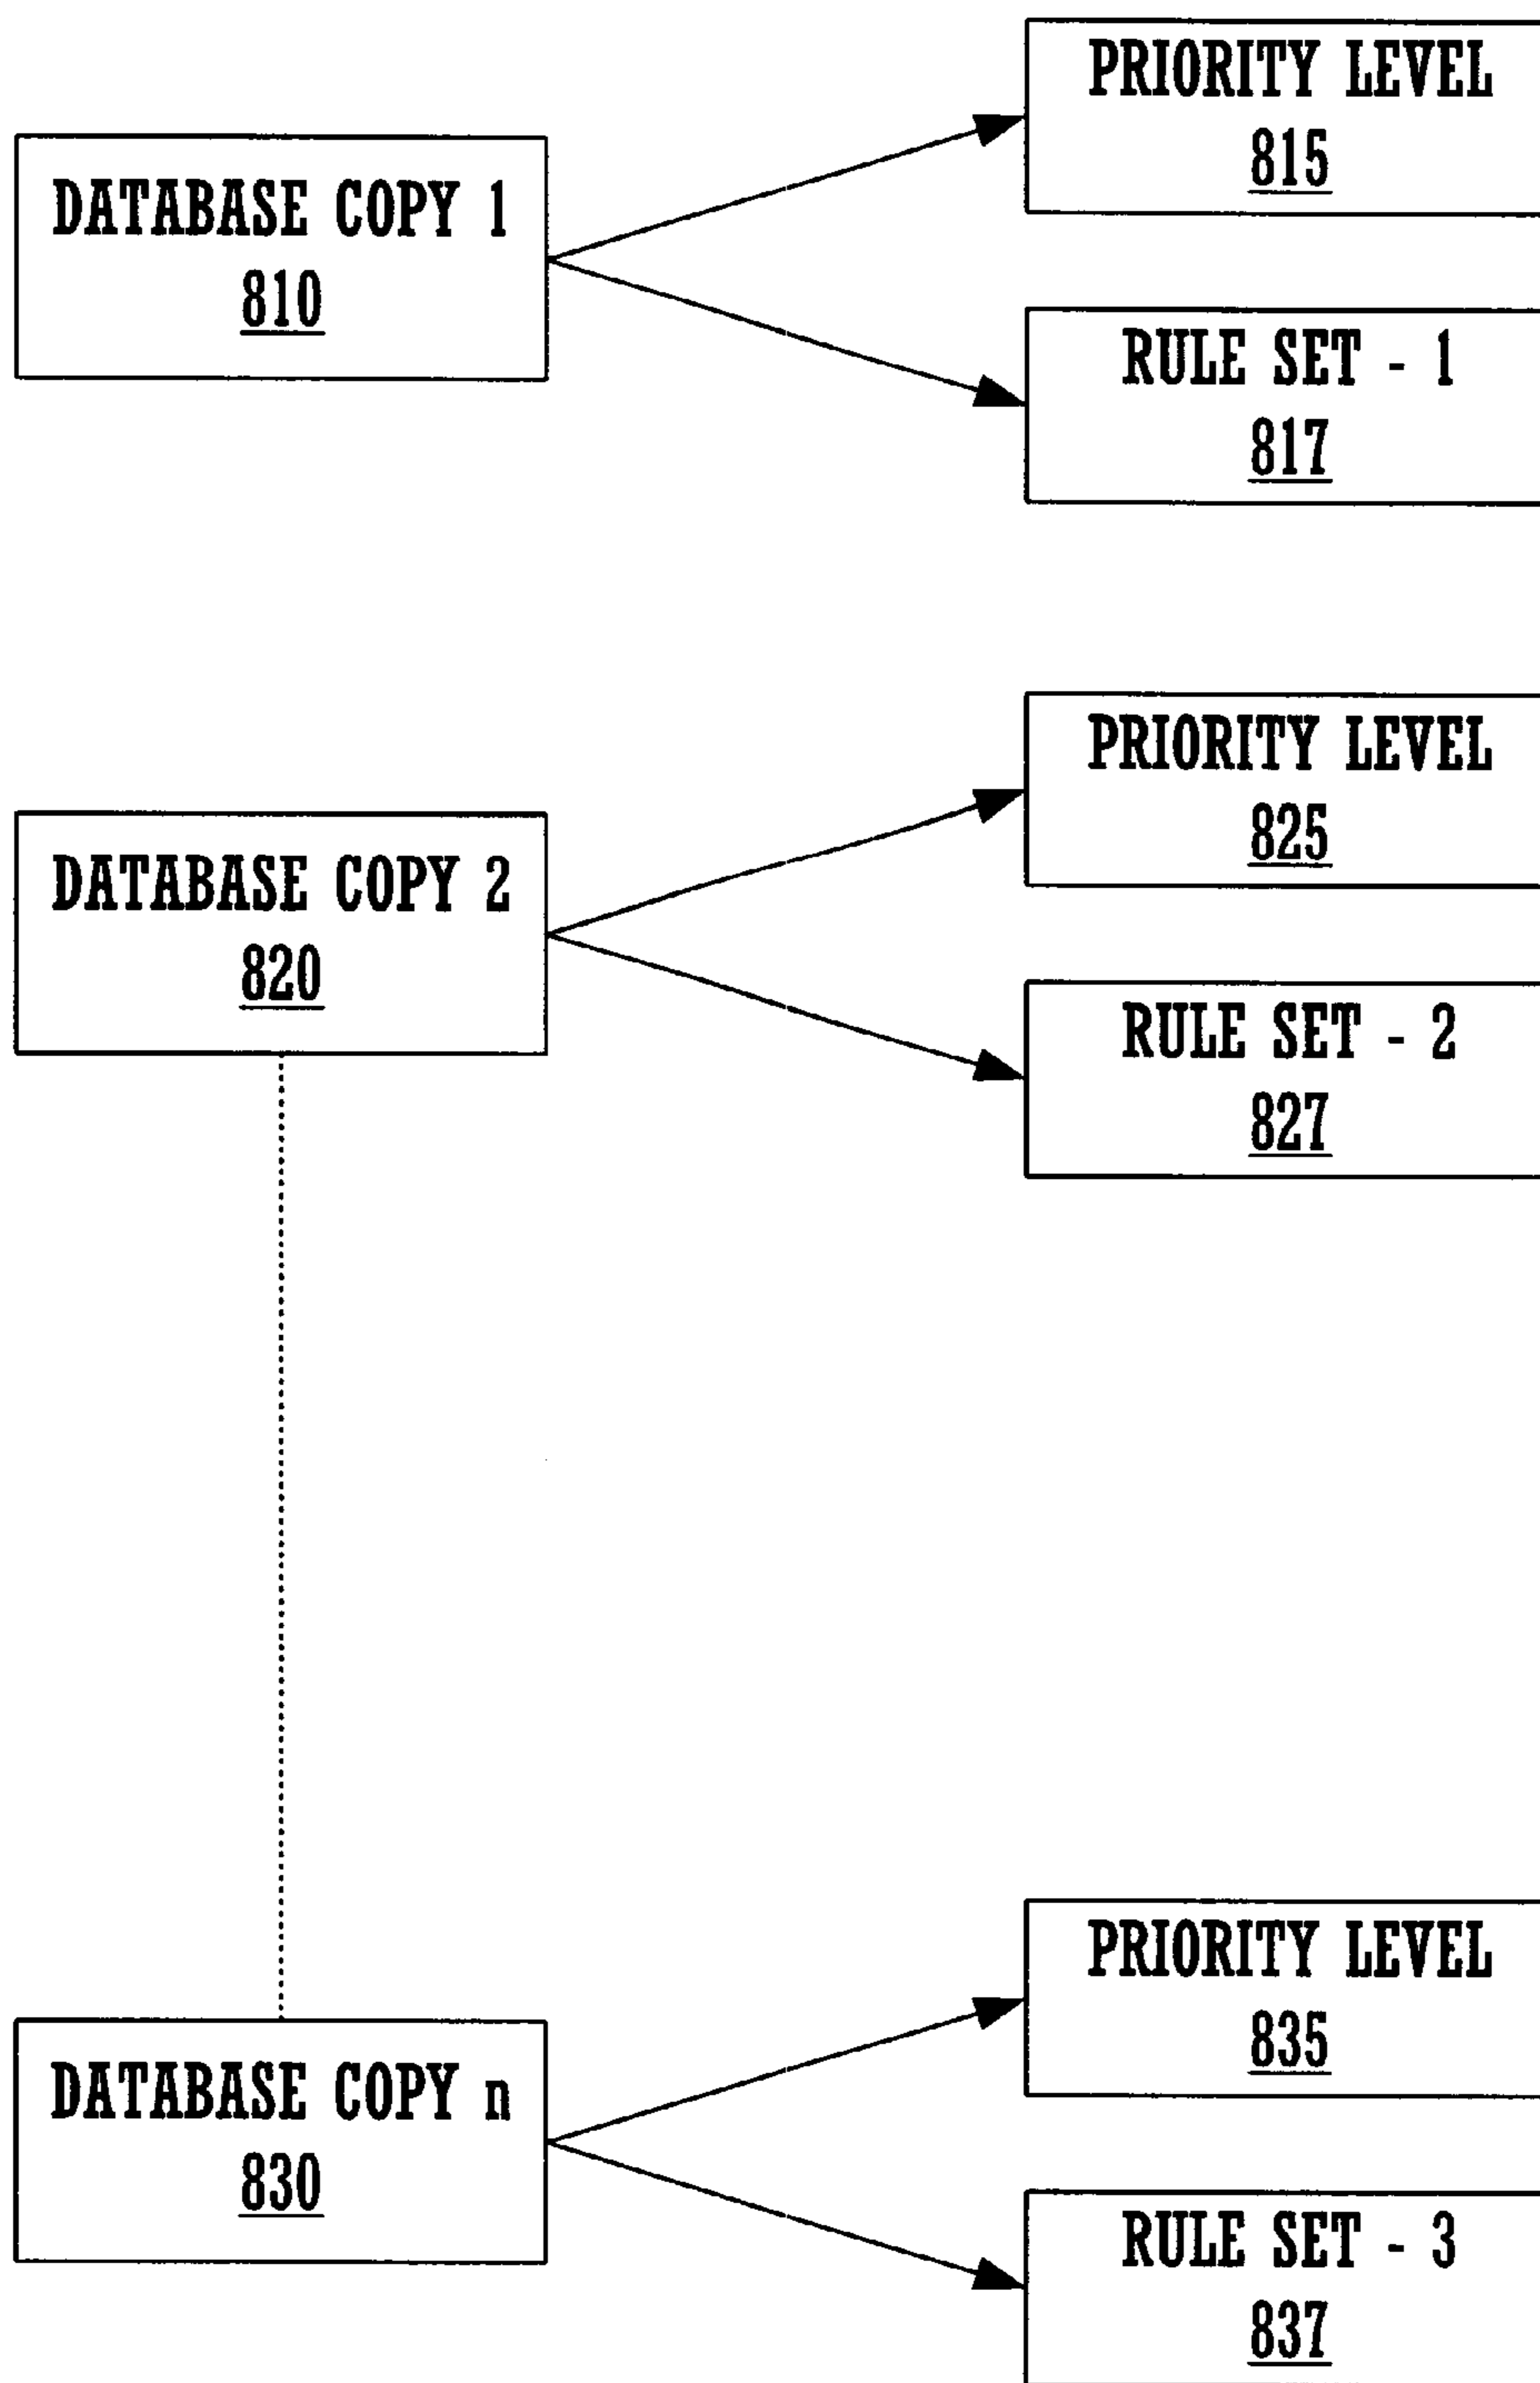 PRIORITY LEVEL
815
DATABASE COPY 1
810
RULE SET - 1
817
PRIORITY LEVEL
825
DATABASE COPY 2
820
RULE SET - 2
827
PRIORITY LEVEL
835
DATABASE COPY n
830
RULE SET - 3
837